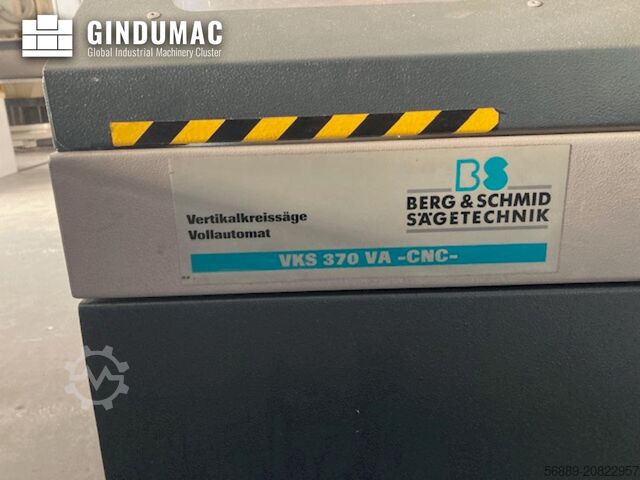 GINDUMAC
Global Industrial Machinery Cluster
BS
BERG & SCHMID
SÄGETECHNIK
Vertikalkreissäge
Vollautomat
VKS 370 VA -CNC-
56889-20822957